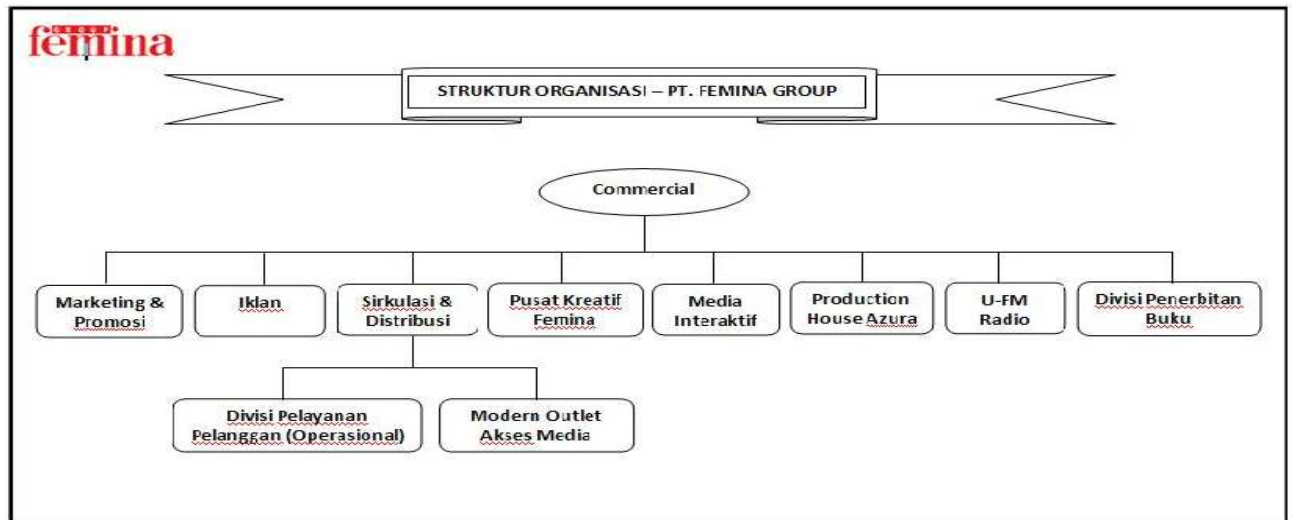 GROUP
femina
STRUKTUR ORGANISASI – PT. FEMINA GROUP
Commercial
Marketing &
Promosi
Iklan
Sirkulasi &
Distribusi
Pusat Kreatif
Femina
Media
Interaktif
Production
House Azura
U-FM
Radio
Divisi Penerbitan
Buku
Divisi Pelayanan
Pelanggan (Operasional)
Modern Outlet
Akses Media